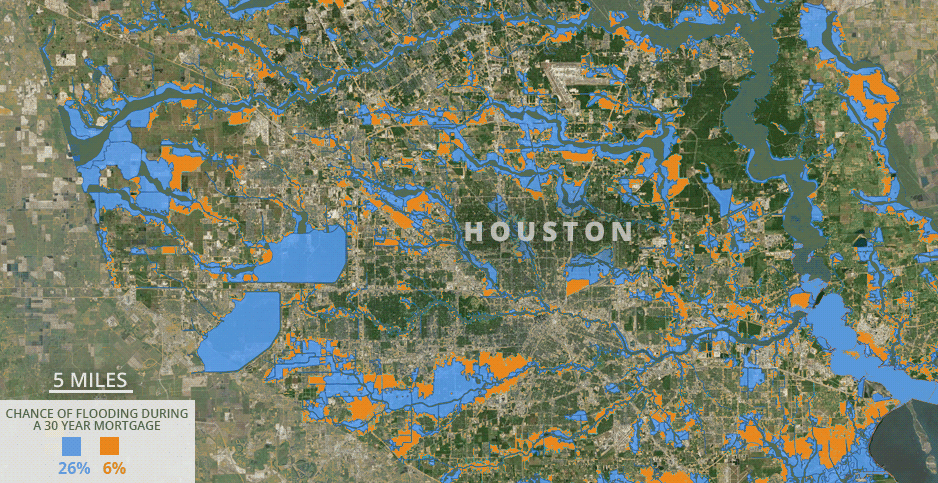 HOUSTON
5 MILES
CHANCE OF FLOODING DURING
A 30 YEAR MORTGAGE
26% 6%